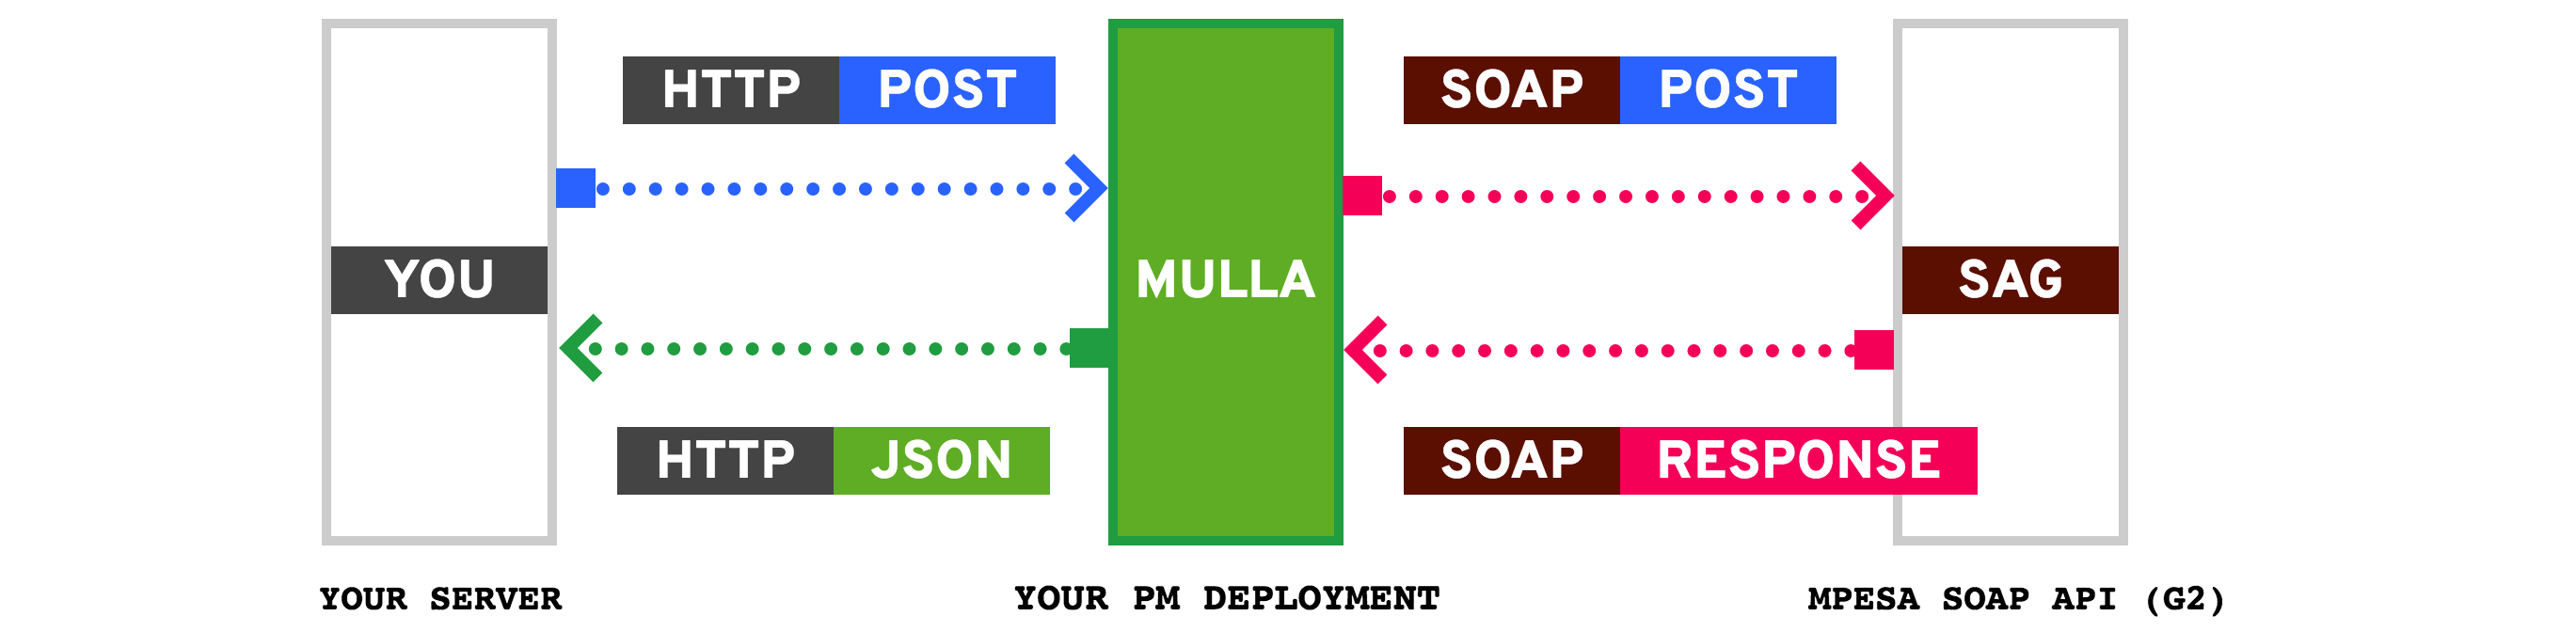 HTTP POST
SOAP POST
YOU
MULLA
SAG
HTTP JSON
SOAP RESPONSE
YOUR SERVER
YOUR PM DEPLOYMENT
MPESA SOAP API (G2)